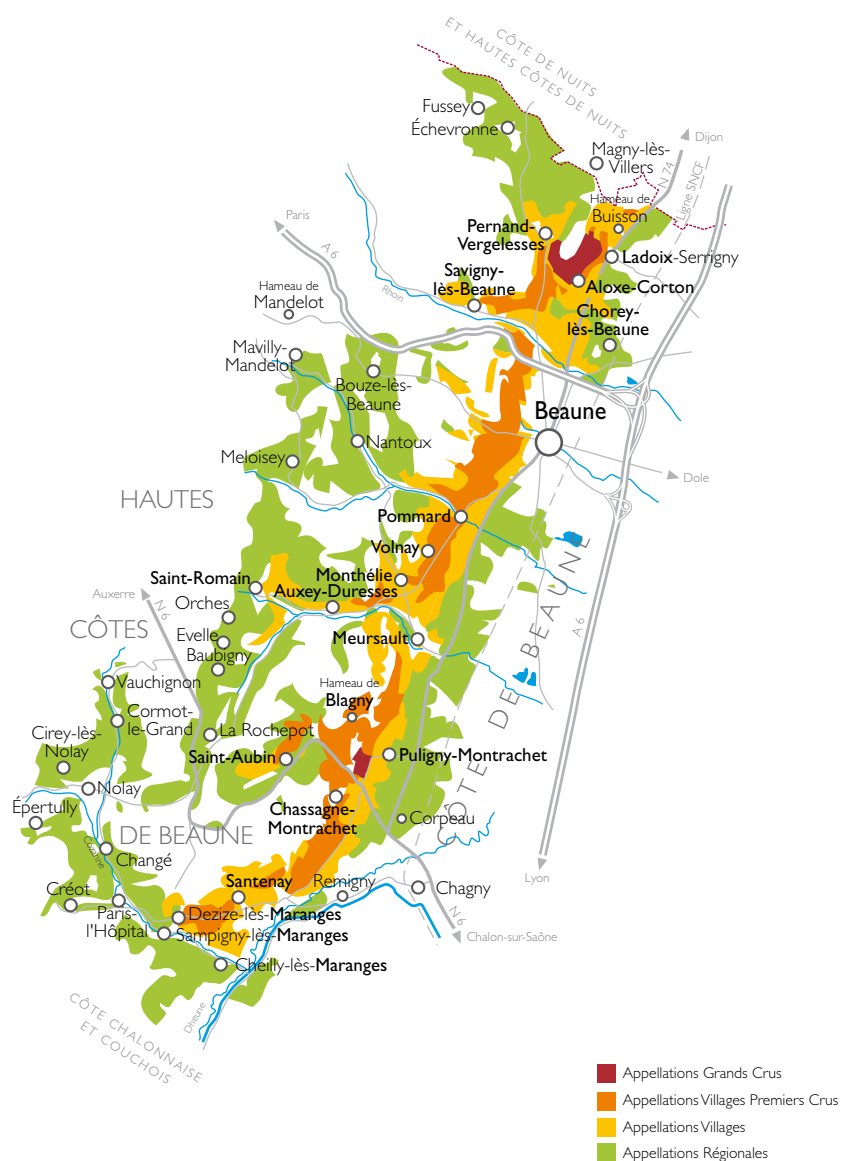 CÔTE DE NUITS
ET HAUTES CÔTES DE NUITS
Fussey
Échevronne
Dijon
Magny-lès-
Villers
N 74
Ligne SNCF
Hameau de
Buisson
Paris
A 6
Pernand-
Vergelesses
Ladoix-Serrigny
Savigny-
lès-Beaune
Rhoin
Aloxe-Corton
Hameau de
Mandelot
Chorey-
lès-Beaune
Mavilly-
Mandelot
Bouze-lès-
Beaune
Beaune
Nantoux
Meloisey
Dole
HAUTES
Pommard
Volnay
Saint-Romain
Monthélie
Auxey-Duresses
Auxerre
N 6
Orches
CÔTES
Evelle
Baubigny
Meursault
A 6
CÔTE DE BEAUNE
Vauchignon
Hameau de
Blagny
Cormot-
le-Grand
Cirey-lès-
Nolay
La Rochepot
Saint-Aubin
Puligny-Montrachet
Nolay
Épertully
Chassagne-
Montrachet
Corpeau
DE BEAUNE
Cozanne
Changé
Lyon
Santenay
Remigny
Chagny
Créot
Paris-
l'Hôpital
Dezize-lès-Maranges
Sampigny-lès-Maranges
N 6
Chalon-sur-Saône
Cheilly-lès-Maranges
Dheune
CÔTE CHALONNAISE
ET COUCHOIS
Appellations Grands Crus
Appellations Villages Premiers Crus
Appellations Villages
Appellations Régionales